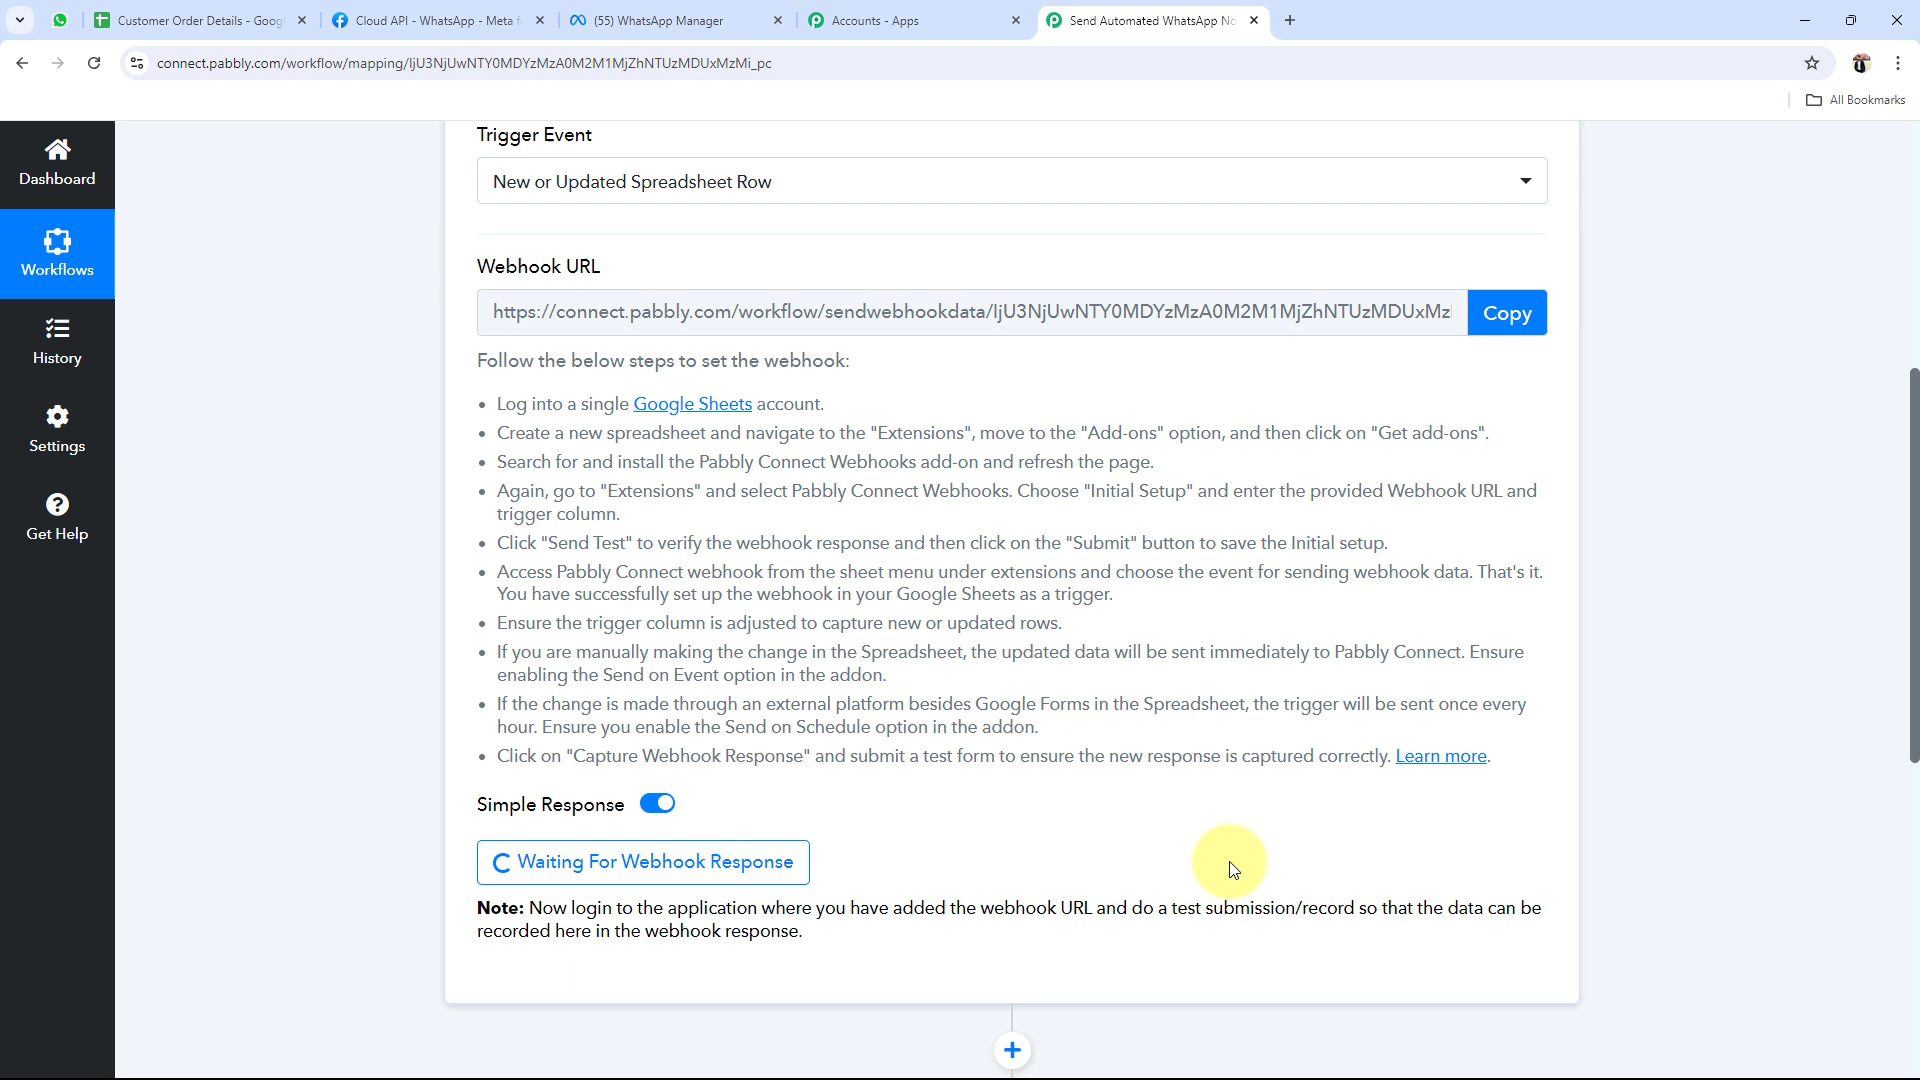 Customer Order Details - Goog
Cloud API - WhatsApp - Meta f
(55) WhatsApp Manager
Accounts - Apps
Send Automated WhatsApp No
connect.pabbly.com/workflow/mapping/IjU3NjUwNTY0MDYzMzA0M2M1MjZhNTUzMDUxMzMi_pc
All Bookmarks
Dashboard
Workflows
History
Settings
Get Help
Trigger Event
New or Updated Spreadsheet Row
Webhook URL
https://connect.pabbly.com/workflow/sendwebhookdata/IjU3NjUwNTY0MDYzMzA0M2M1MjZhNTUzMDUxMz
Copy
Follow the below steps to set the webhook:
• Log into a single Google Sheets account.
• Create a new spreadsheet and navigate to the "Extensions", move to the "Add-ons" option, and then click on "Get add-ons".
• Search for and install the Pabbly Connect Webhooks add-on and refresh the page.
• Again, go to "Extensions" and select Pabbly Connect Webhooks. Choose "Initial Setup" and enter the provided Webhook URL and
trigger column.
• Click "Send Test" to verify the webhook response and then click on the "Submit" button to save the Initial setup.
• Access Pabbly Connect webhook from the sheet menu under extensions and choose the event for sending webhook data. That's it.
You have successfully set up the webhook in your Google Sheets as a trigger.
• Ensure the trigger column is adjusted to capture new or updated rows.
• If you are manually making the change in the Spreadsheet, the updated data will be sent immediately to Pabbly Connect. Ensure
enabling the Send on Event option in the addon.
• If the change is made through an external platform besides Google Forms in the Spreadsheet, the trigger will be sent once every
hour. Ensure you enable the Send on Schedule option in the addon.
• Click on "Capture Webhook Response" and submit a test form to ensure the new response is captured correctly. Learn more.
Simple Response
Waiting For Webhook Response
Note: Now login to the application where you have added the webhook URL and do a test submission/record so that the data can be
recorded here in the webhook response.